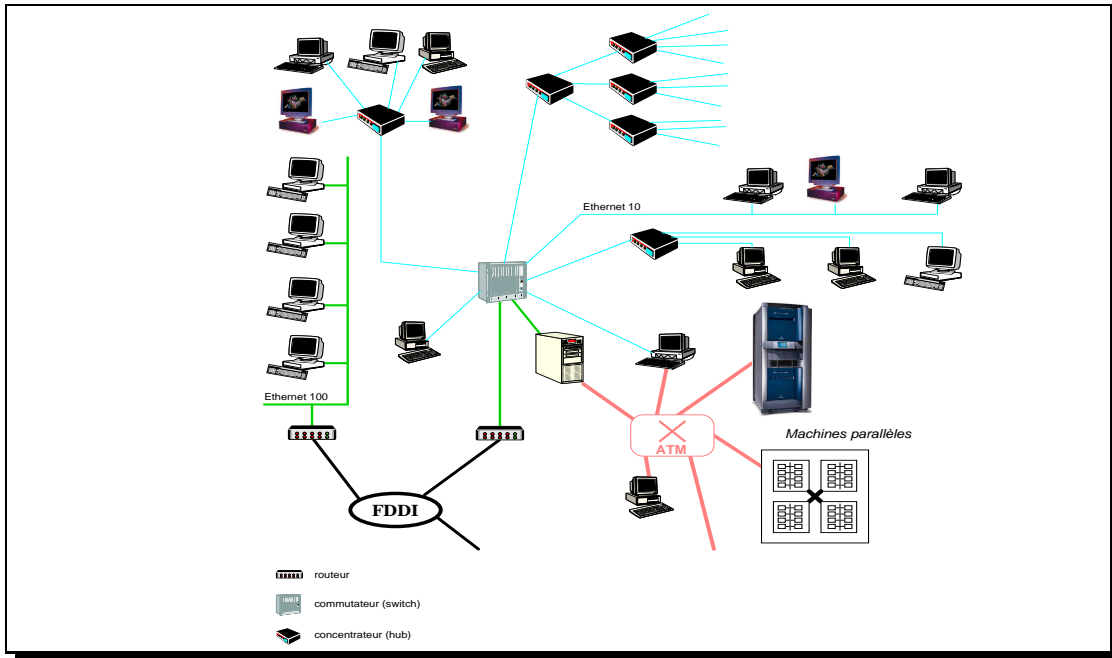 Ethernet 10
Ethernet 100
ATM
Machines parallèles
FDDI
routeur
commutateur (switch)
concentrateur (hub)